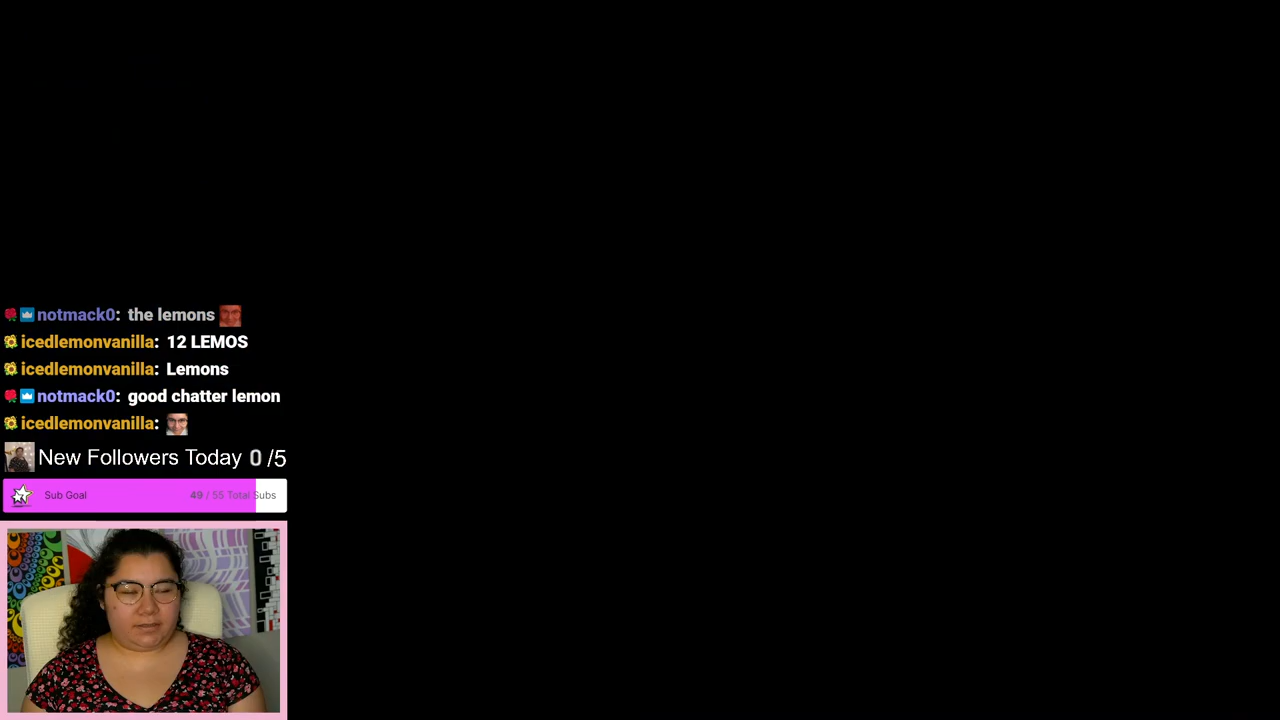 notmack0: the lemons
icedlemonvanilla: 12 LEMOS
icedlemonvanilla: Lemons
notmack0: good chatter lemon
icedlemonvanilla:
New Followers Today 0 /5
Sub Goal 49 / 55 Total Subs